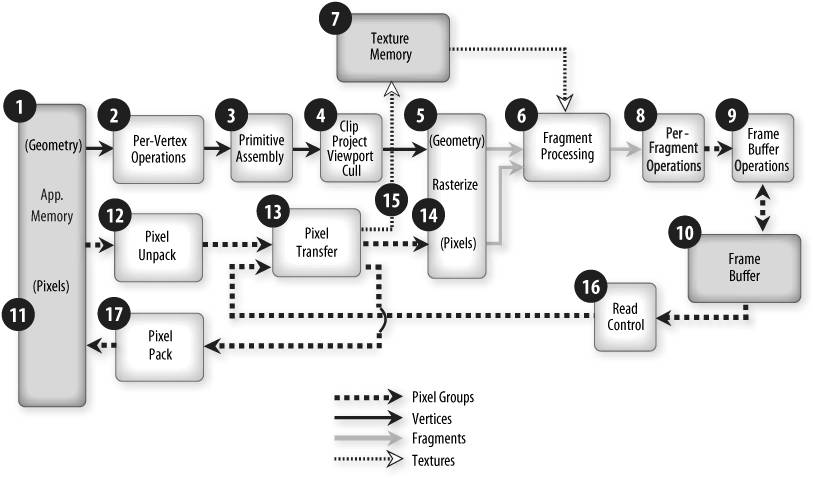 7
Texture
Memory
1
2
3
4
5
6
8
9
(Geometry)
Per-Vertex
Operations
Primitive
Assembly
Clip
Project
Viewport
Cull
(Geometry)
Rasterize
(Pixels)
Fragment
Processing
Per-
Fragment
Operations
Frame
Buffer
Operations
App.
Memory
12
Pixel
Unpack
13
Pixel
Transfer
15
14
10
Frame
Buffer
(Pixels)
11
17
Pixel
Pack
16
Read
Control
Pixel Groups
Vertices
Fragments
Textures